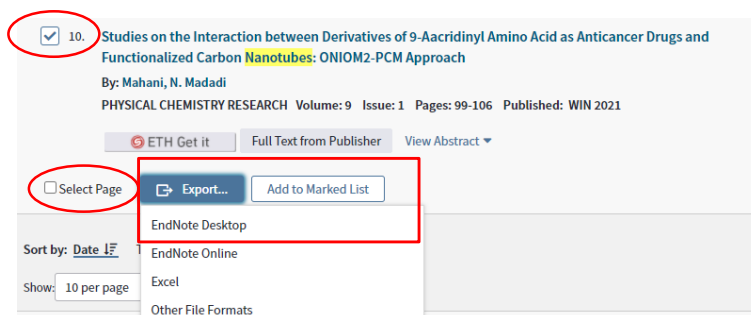 10. Studies on the Interaction between Derivatives of 9-Aacridinyl Amino Acid as Anticancer Drugs and
Functionalized Carbon Nanotubes: ONIOM2-PCM Approach
By: Mahani, N. Madadi
PHYSICAL CHEMISTRY RESEARCH Volume: 9 Issue: 1 Pages: 99-106 Published: WIN 2021
ETH Get it Full Text from Publisher View Abstract
Select Page Export... Add to Marked List
EndNote Desktop
Sort by: Date
EndNote Online
Show: 10 per page
Excel
Other File Formats